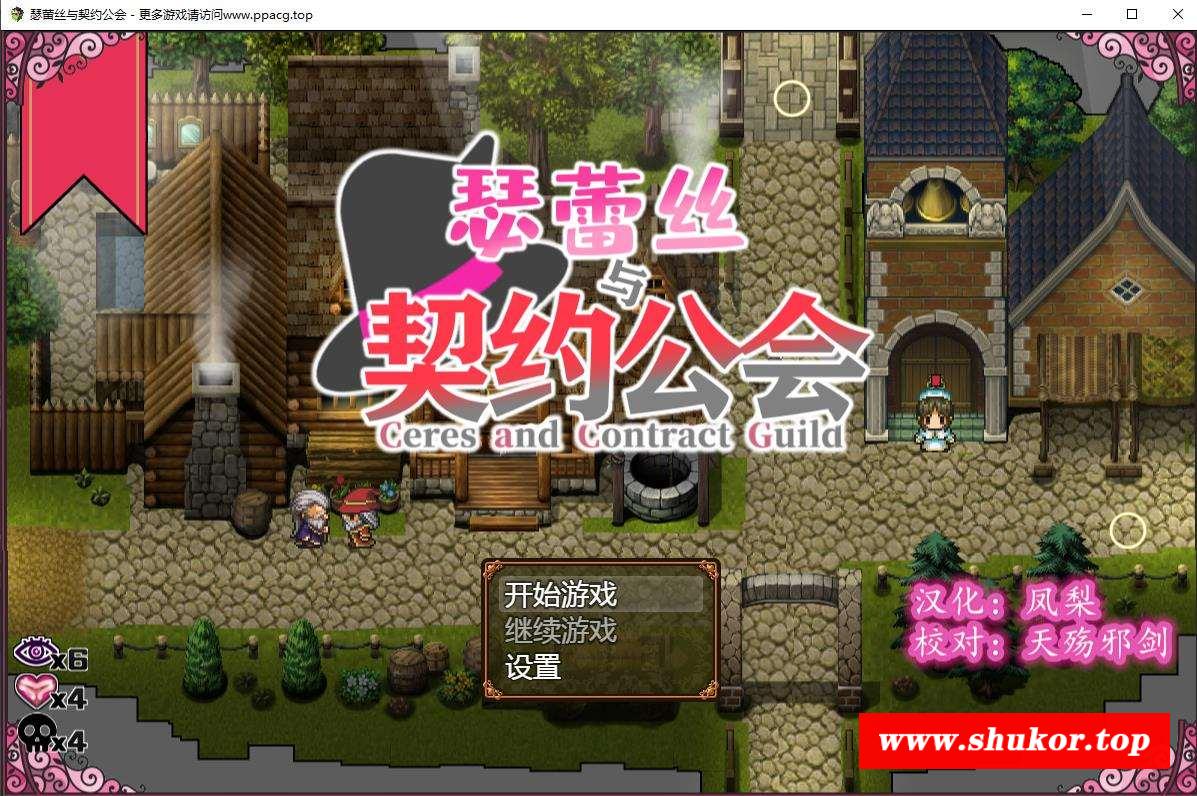 瑟蕾丝与契约公会 - 更多游戏请访问www.ppacg.top
瑟蕾丝
与
契约公会
Ceres and Contract Guild
开始游戏
继续游戏
设置
汉化：凤梨
校对：天殇邪剑
x6
x4
x4
www.shukor.top